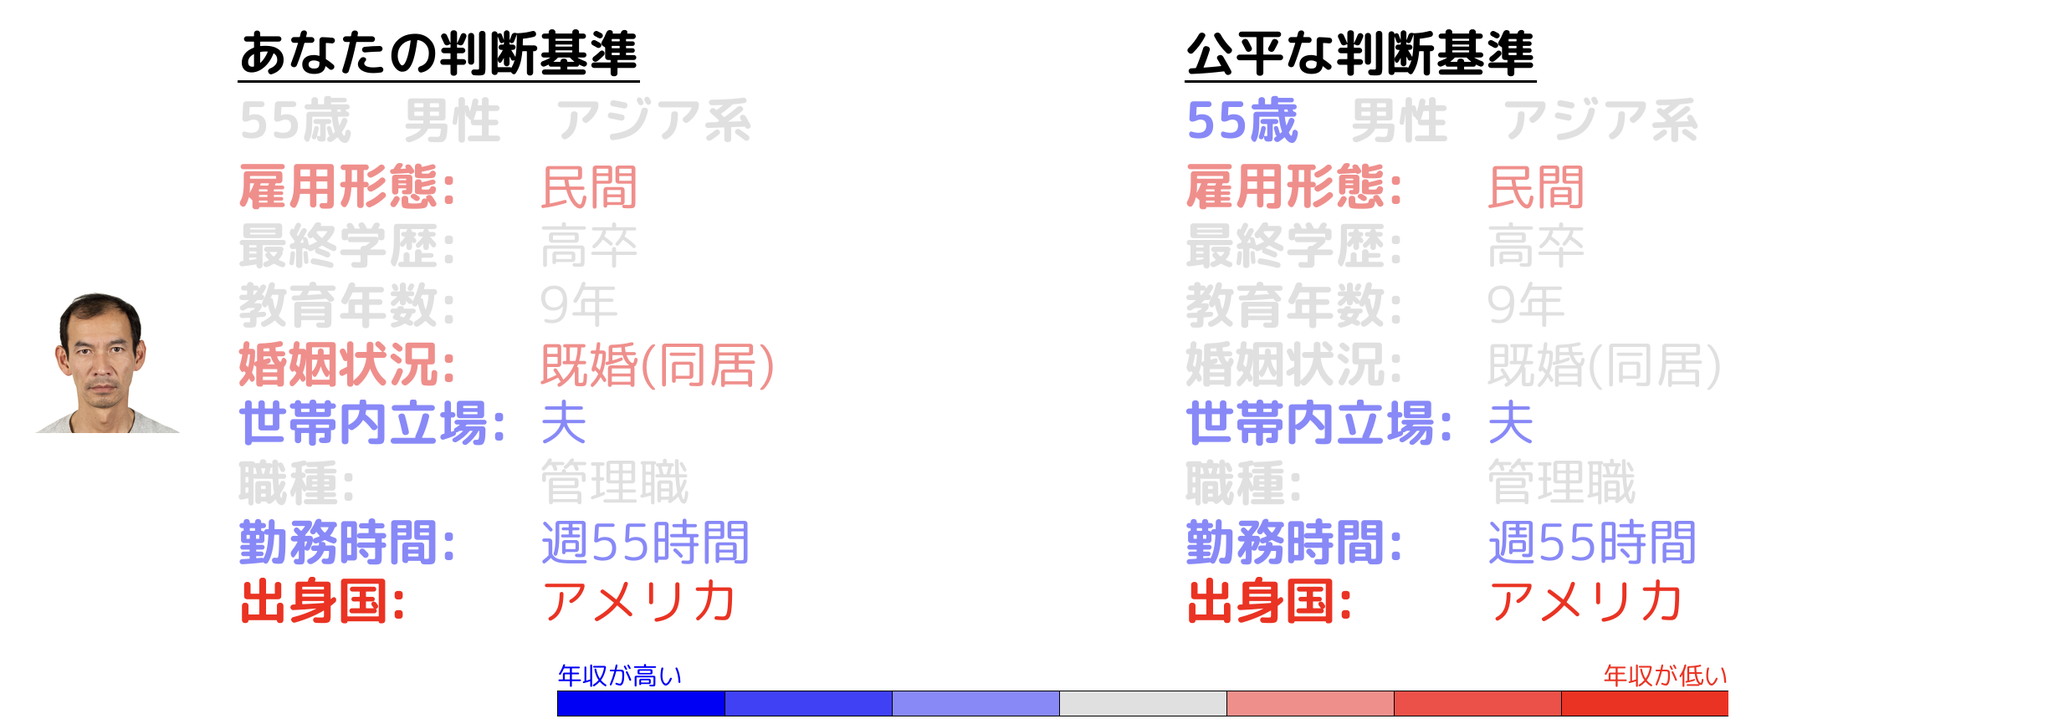 あなたの判断基準
55歳 男性 アジア系
雇用形態: 民間
最終学歴: 高卒
教育年数: 9年
婚姻状況: 既婚(同居)
世帯内立場: 夫
職種: 管理職
勤務時間: 週55時間
出身国: アメリカ
公平な判断基準
55歳 男性 アジア系
雇用形態: 民間
最終学歴: 高卒
教育年数: 9年
婚姻状況: 既婚(同居)
世帯内立場: 夫
職種: 管理職
勤務時間: 週55時間
出身国: アメリカ
年収が高い
年収が低い